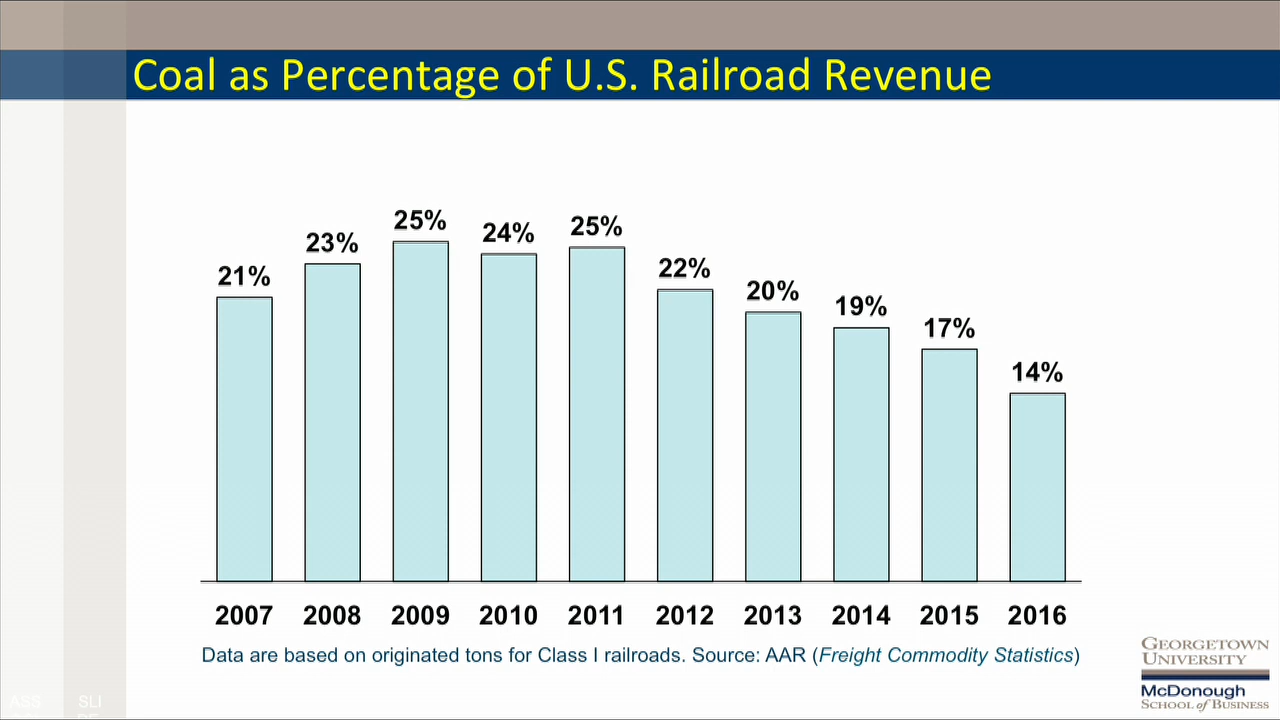 Coal as Percentage of U.S. Railroad Revenue
21%
23%
25%
24%
25%
22%
20%
19%
17%
14%
2007 2008 2009 2010 2011 2012 2013 2014 2015 2016
Data are based on originated tons for Class I railroads. Source: AAR (Freight Commodity Statistics)
GEORGETOWN
UNIVERSITY
McDonough
SCHOOL of BUSINESS
ASS
SLI